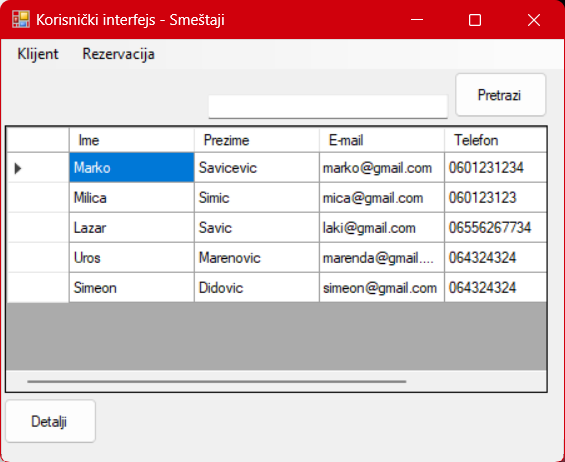 Korisnički interfejs - Smeštaji
Klijent Rezervacija
Pretrazi
Ime Prezime E-mail Telefon
Marko Savicevic marko@gmail.com 0601231234
Milica Simic mica@gmail.com 060123123
Lazar Savic laki@gmail.com 06556267734
Uros Marenovic marenda@gmail.... 064324324
Simeon Didovic simeon@gmail.com 064324324
Detalji